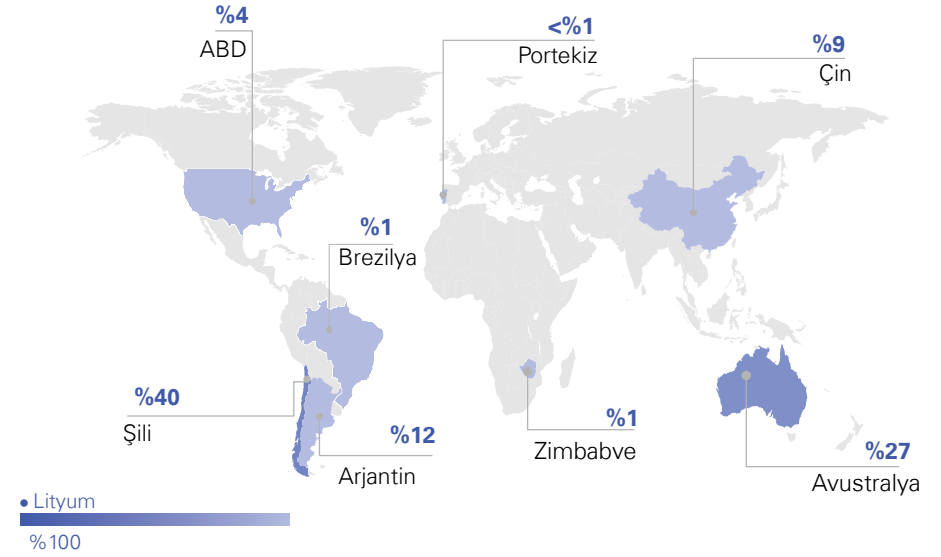 %4
ABD
<%1
Portekiz
%9
Çin
%1
Brezilya
%40
Şili
%12
Arjantin
%1
Zimbabve
%27
Avustralya
Lityum
%100